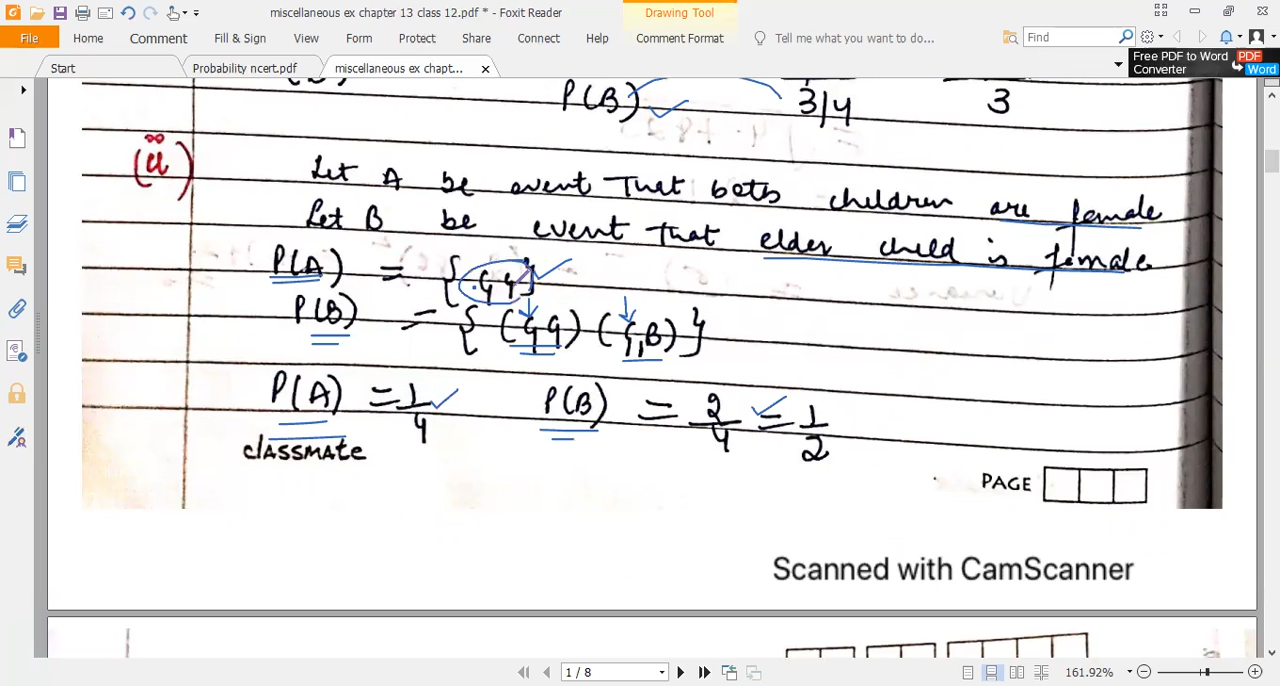 miscellaneous ex chapter 13 class 12.pdf * - Foxit Reader
Drawing Tool
File Home Comment Fill & Sign View Form Protect Share Connect Help Comment Format Tell me what you want to do... Find
Free PDF to Word Converter PDF Word
Start Probability ncert.pdf miscellaneous ex chapt...
P(B) 3/4 3
(ii) Let A be event that both children are female
Let B be event that elder child is female
P(A) = {GG}
P(B) = {(GG) (G,B)}
P(A) = 1/4 P(B) = 2/4 = 1/2
classmate
PAGE
Scanned with CamScanner
1 / 8 161.92%